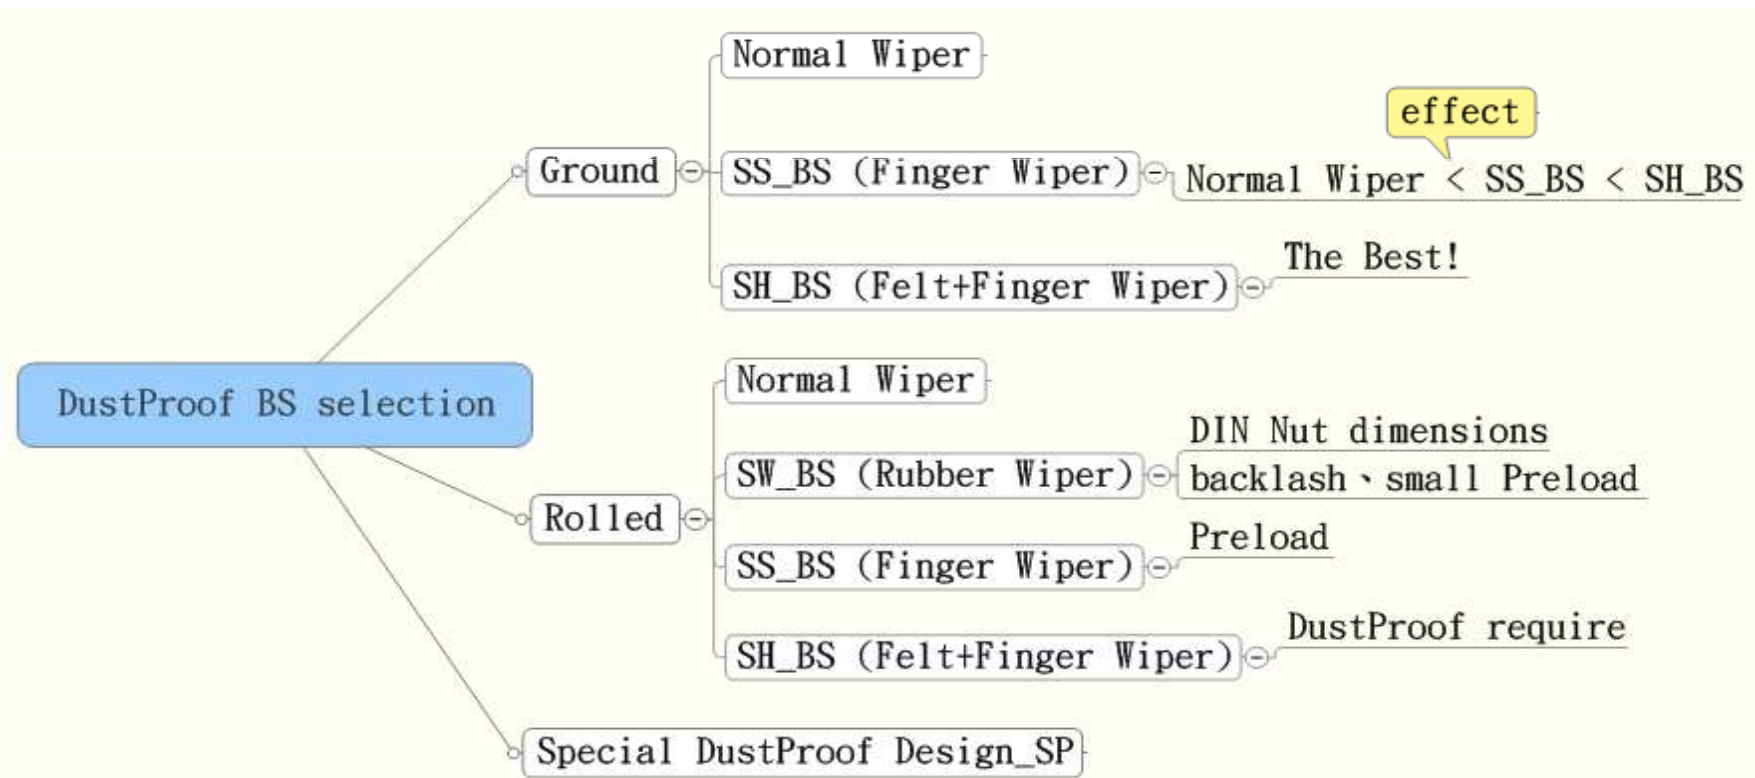 Normal Wiper
effect
Ground
SS_BS (Finger Wiper)
Normal Wiper < SS_BS < SH_BS
The Best!
SH_BS (Felt+Finger Wiper)
DustProof BS selection
Normal Wiper
DIN Nut dimensions
SW_BS (Rubber Wiper)
backlash、small Preload
Rolled
Preload
SS_BS (Finger Wiper)
DustProof require
SH_BS (Felt+Finger Wiper)
Special DustProof Design_SP